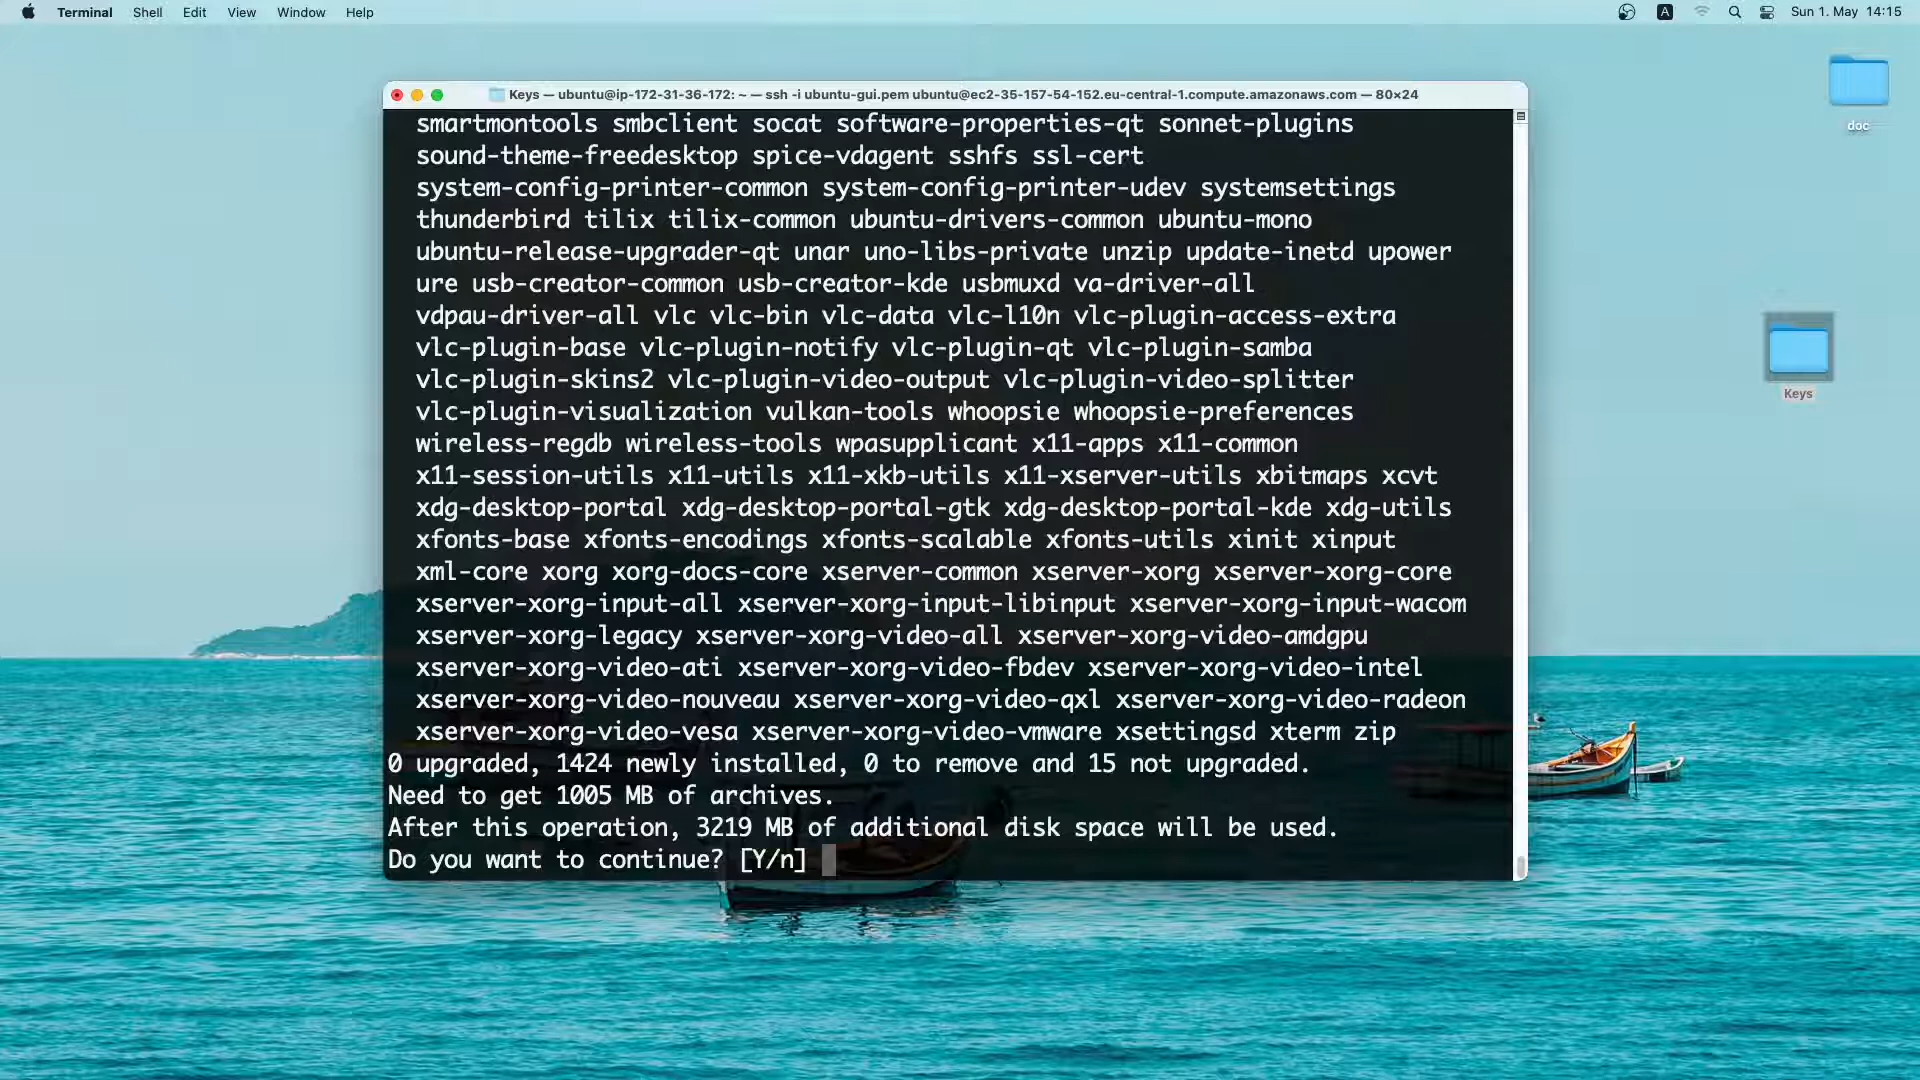 Terminal Shell Edit View Window Help A Sun 1. May 14:15
doc
Keys — ubuntu@ip-172-31-36-172: ~ — ssh -i ubuntu-gui.pem ubuntu@ec2-35-157-54-152.eu-central-1.compute.amazonaws.com — 80×24
smartmontools smbclient socat software-properties-qt sonnet-plugins
sound-theme-freedesktop spice-vdagent sshfs ssl-cert
system-config-printer-common system-config-printer-udev systemsettings
thunderbird tilix tilix-common ubuntu-drivers-common ubuntu-mono
ubuntu-release-upgrader-qt unar uno-libs-private unzip update-inetd upower
ure usb-creator-common usb-creator-kde usbmuxd va-driver-all
vdpau-driver-all vlc vlc-bin vlc-data vlc-l10n vlc-plugin-access-extra
vlc-plugin-base vlc-plugin-notify vlc-plugin-qt vlc-plugin-samba
vlc-plugin-skins2 vlc-plugin-video-output vlc-plugin-video-splitter
vlc-plugin-visualization vulkan-tools whoopsie whoopsie-preferences
wireless-regdb wireless-tools wpasupplicant x11-apps x11-common
x11-session-utils x11-utils x11-xkb-utils x11-xserver-utils xbitmaps xcvt
xdg-desktop-portal xdg-desktop-portal-gtk xdg-desktop-portal-kde xdg-utils
xfonts-base xfonts-encodings xfonts-scalable xfonts-utils xinit xinput
xml-core xorg xorg-docs-core xserver-common xserver-xorg xserver-xorg-core
xserver-xorg-input-all xserver-xorg-input-libinput xserver-xorg-input-wacom
xserver-xorg-legacy xserver-xorg-video-all xserver-xorg-video-amdgpu
xserver-xorg-video-ati xserver-xorg-video-fbdev xserver-xorg-video-intel
xserver-xorg-video-nouveau xserver-xorg-video-qxl xserver-xorg-video-radeon
xserver-xorg-video-vesa xserver-xorg-video-vmware xsettingsd xterm zip
0 upgraded, 1424 newly installed, 0 to remove and 15 not upgraded.
Need to get 1005 MB of archives.
After this operation, 3219 MB of additional disk space will be used.
Do you want to continue? [Y/n]
Keys